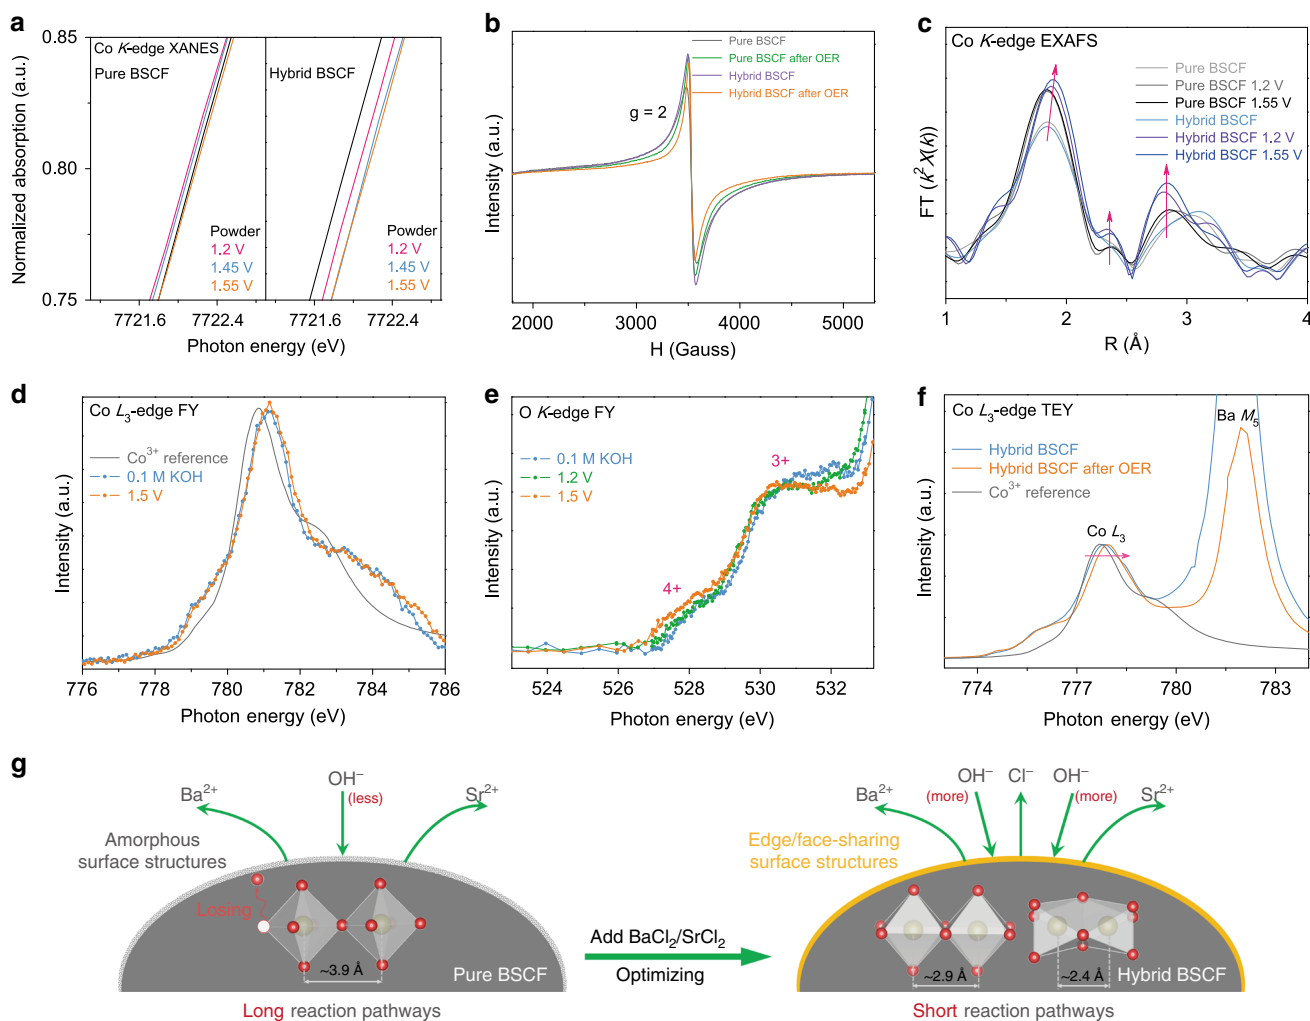 a
Co K-edge XANES
Pure BSCF
Hybrid BSCF
Normalized absorption (a.u.)
0.85
0.80
0.75
Powder
1.2 V
1.45 V
1.55 V
Powder
1.2 V
1.45 V
1.55 V
7721.6
7722.4
7721.6
7722.4
Photon energy (eV)
b
Pure BSCF
Pure BSCF after OER
Hybrid BSCF
Hybrid BSCF after OER
g = 2
Intensity (a.u.)
2000
3000
4000
5000
H (Gauss)
c
Co K-edge EXAFS
Pure BSCF
Pure BSCF 1.2 V
Pure BSCF 1.55 V
Hybrid BSCF
Hybrid BSCF 1.2 V
Hybrid BSCF 1.55 V
FT (k² X(k))
1
2
3
4
R (Å)
d
Co L₃-edge FY
Co³⁺ reference
0.1 M KOH
1.5 V
Intensity (a.u.)
776
778
780
782
784
786
Photon energy (eV)
e
O K-edge FY
0.1 M KOH
1.2 V
1.5 V
3+
4+
Intensity (a.u.)
524
526
528
530
532
Photon energy (eV)
f
Co L₃-edge TEY
Ba M₅
Hybrid BSCF
Hybrid BSCF after OER
Co³⁺ reference
Co L₃
Intensity (a.u.)
774
777
780
783
Photon energy (eV)
g
Ba²⁺
OH⁻
(less)
Sr²⁺
Amorphous
surface structures
Losing
~3.9 Å
Pure BSCF
Long reaction pathways
Add BaCl₂/SrCl₂
Optimizing
Ba²⁺
OH⁻
(more)
Cl⁻
OH⁻
(more)
Sr²⁺
Edge/face-sharing
surface structures
~2.9 Å
~2.4 Å
Hybrid BSCF
Short reaction pathways